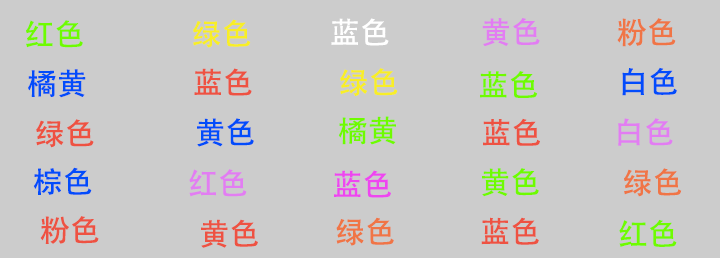 红色 绿色 蓝色 黄色 粉色
橘黄 蓝色 绿色 蓝色 白色
绿色 黄色 橘黄 蓝色 白色
棕色 红色 蓝色 黄色 绿色
粉色 黄色 绿色 蓝色 红色